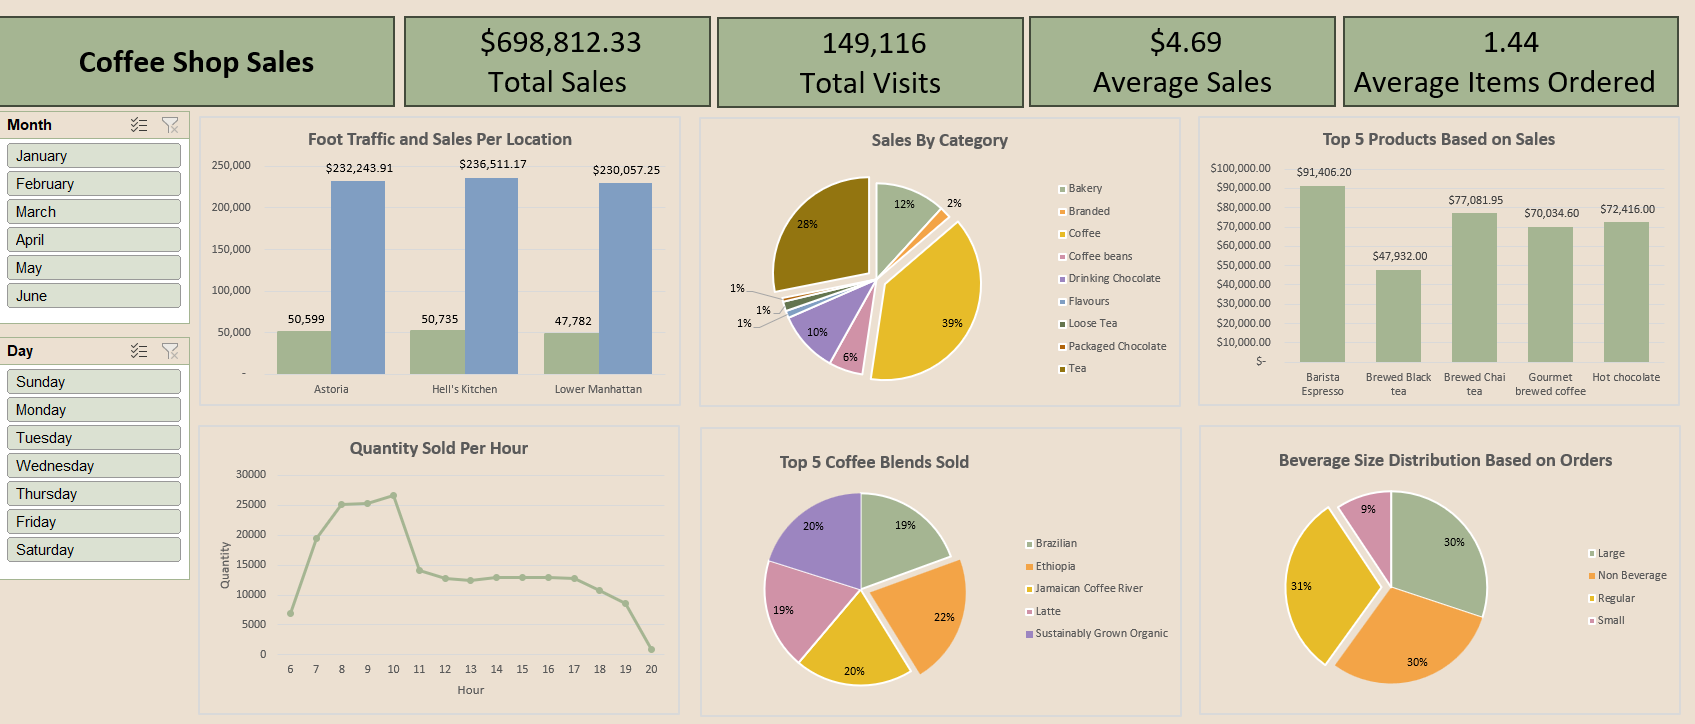 Coffee Shop Sales
$698,812.33
Total Sales
149,116
Total Visits
$4.69
Average Sales
1.44
Average Items Ordered
Month
January
February
March
April
May
June
Day
Sunday
Monday
Tuesday
Wednesday
Thursday
Friday
Saturday
Foot Traffic and Sales Per Location
250,000
200,000
150,000
100,000
50,000
-
$232,243.91
$236,511.17
$230,057.25
50,599
50,735
47,782
Astoria
Hell's Kitchen
Lower Manhattan
Sales By Category
12%
2%
39%
6%
10%
1%
1%
1%
28%
Bakery
Branded
Coffee
Coffee beans
Drinking Chocolate
Flavours
Loose Tea
Packaged Chocolate
Tea
Top 5 Products Based on Sales
$100,000.00
$90,000.00
$80,000.00
$70,000.00
$60,000.00
$50,000.00
$40,000.00
$30,000.00
$20,000.00
$10,000.00
$-
$91,406.20
$47,932.00
$77,081.95
$70,034.60
$72,416.00
Barista
Espresso
Brewed Black
tea
Brewed Chai
tea
Gourmet
brewed coffee
Hot chocolate
Quantity Sold Per Hour
Quantity
30000
25000
20000
15000
10000
5000
0
6 7 8 9 10 11 12 13 14 15 16 17 18 19 20
Hour
Top 5 Coffee Blends Sold
19%
22%
20%
19%
20%
Brazilian
Ethiopia
Jamaican Coffee River
Latte
Sustainably Grown Organic
Beverage Size Distribution Based on Orders
30%
30%
31%
9%
Large
Non Beverage
Regular
Small